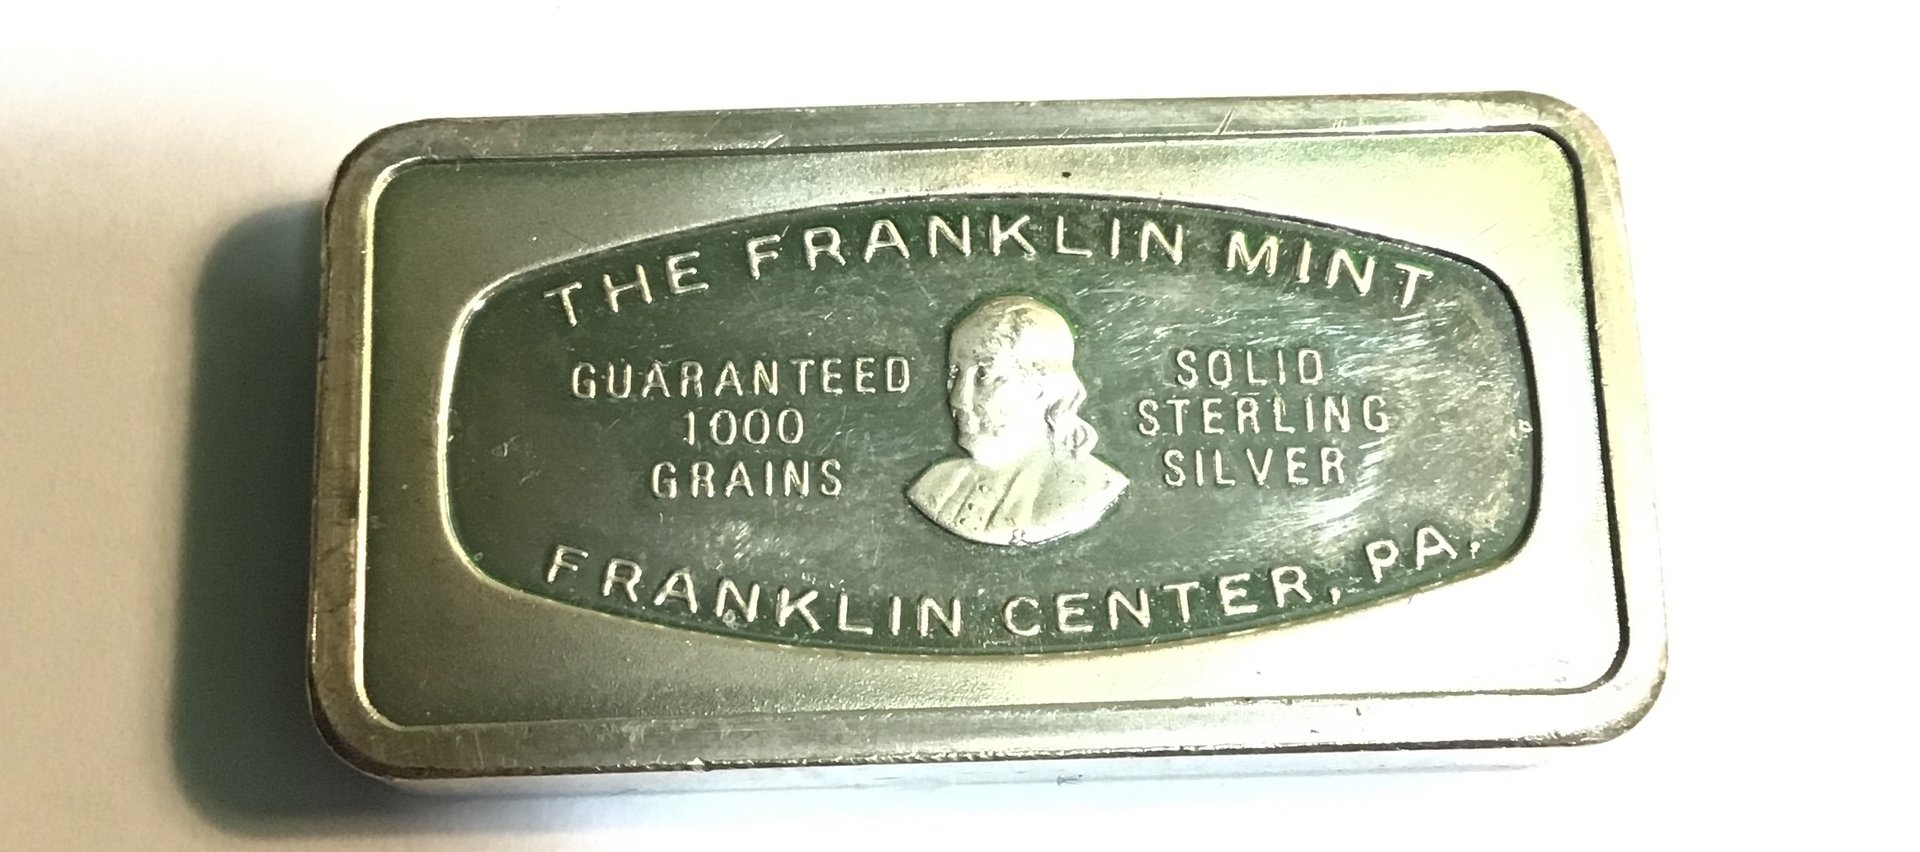 THE FRANKLIN MINT
GUARANTEED
1000
GRAINS
SOLID
STERLING
SILVER
FRANKLIN CENTER, PA.